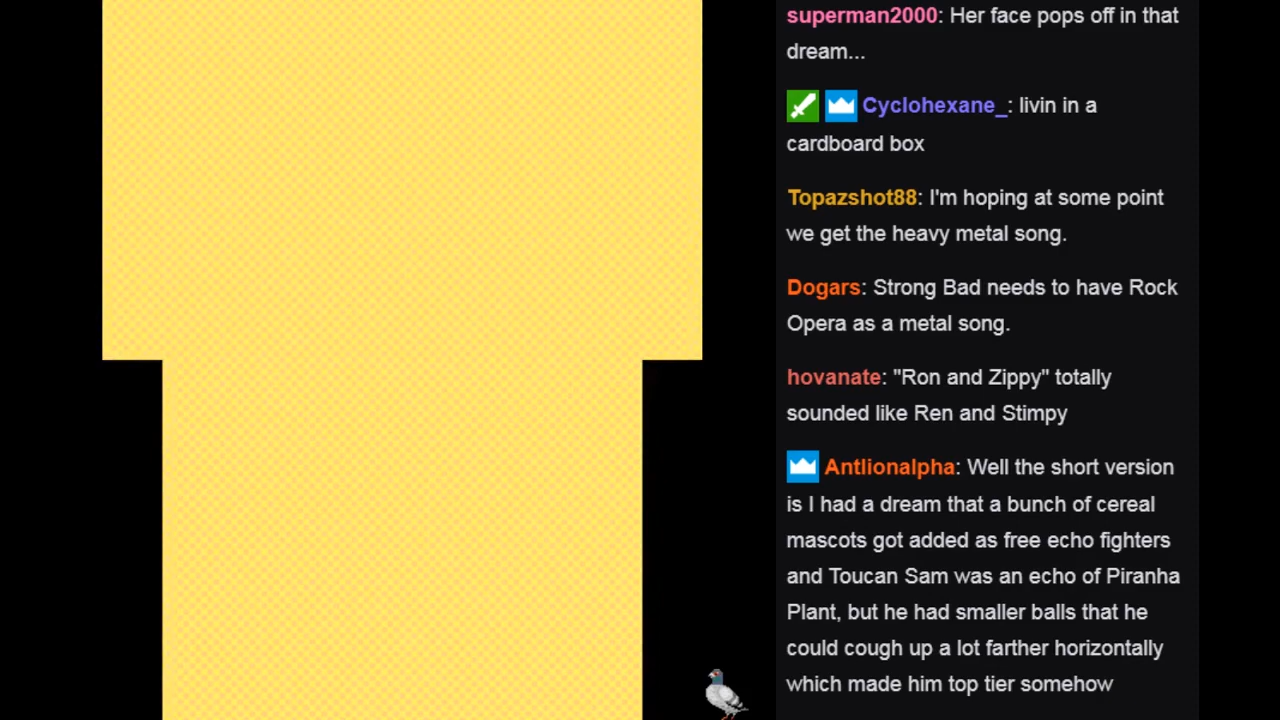 superman2000: Her face pops off in that
dream...
Cyclohexane_: livin in a
cardboard box
Topazshot88: I'm hoping at some point
we get the heavy metal song.
Dogars: Strong Bad needs to have Rock
Opera as a metal song.
hovanate: "Ron and Zippy" totally
sounded like Ren and Stimpy
Antlionalpha: Well the short version
is I had a dream that a bunch of cereal
mascots got added as free echo fighters
and Toucan Sam was an echo of Piranha
Plant, but he had smaller balls that he
could cough up a lot farther horizontally
which made him top tier somehow